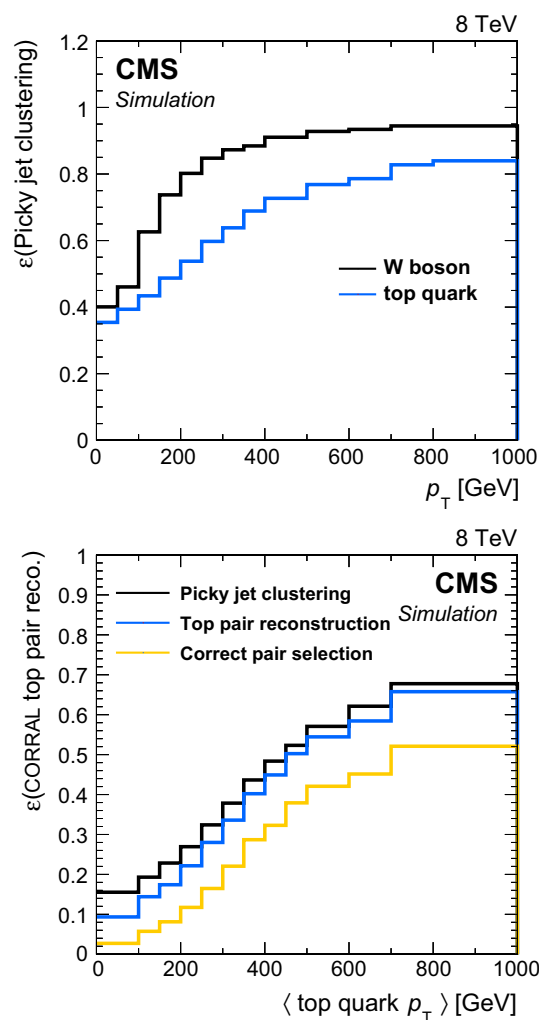 8 TeV
1.2
CMS
Simulation
1
0.8
0.6
W boson
top quark
0.4
0.2
0
0 200 400 600 800 1000
p_T [GeV]
ε(Picky jet clustering)
8 TeV
1
Picky jet clustering
CMS
0.9
Top pair reconstruction
Simulation
0.8
Correct pair selection
0.7
0.6
0.5
0.4
0.3
0.2
0.1
0
0 200 400 600 800 1000
⟨ top quark p_T ⟩ [GeV]
ε(CORRAL top pair reco.)